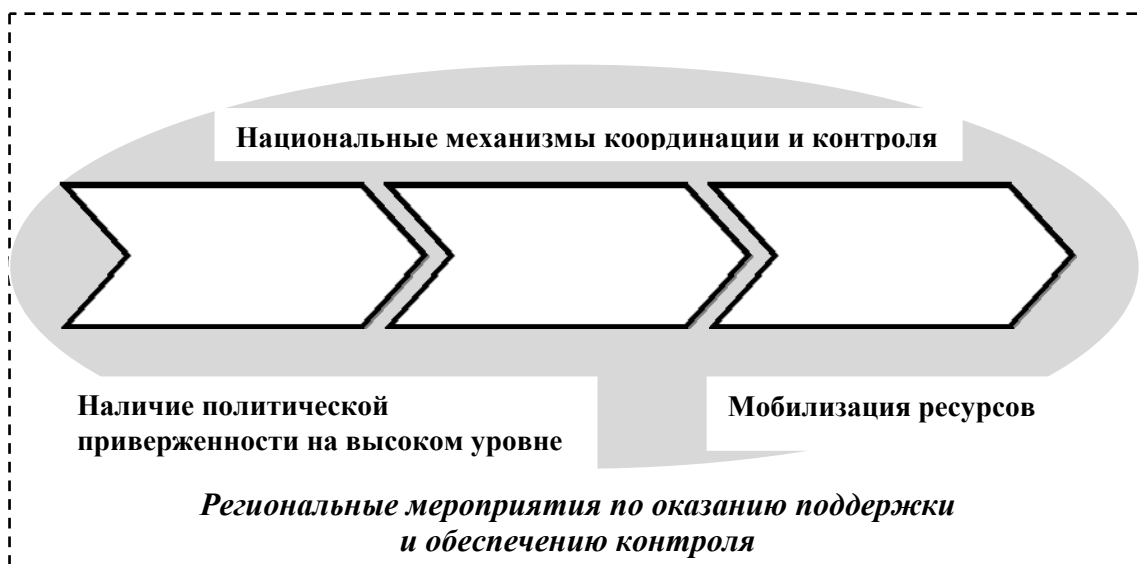 Национальные механизмы координации и контроля
Наличие политической
приверженности на высоком уровне
Мобилизация ресурсов
Региональные мероприятия по оказанию поддержки
и обеспечению контроля